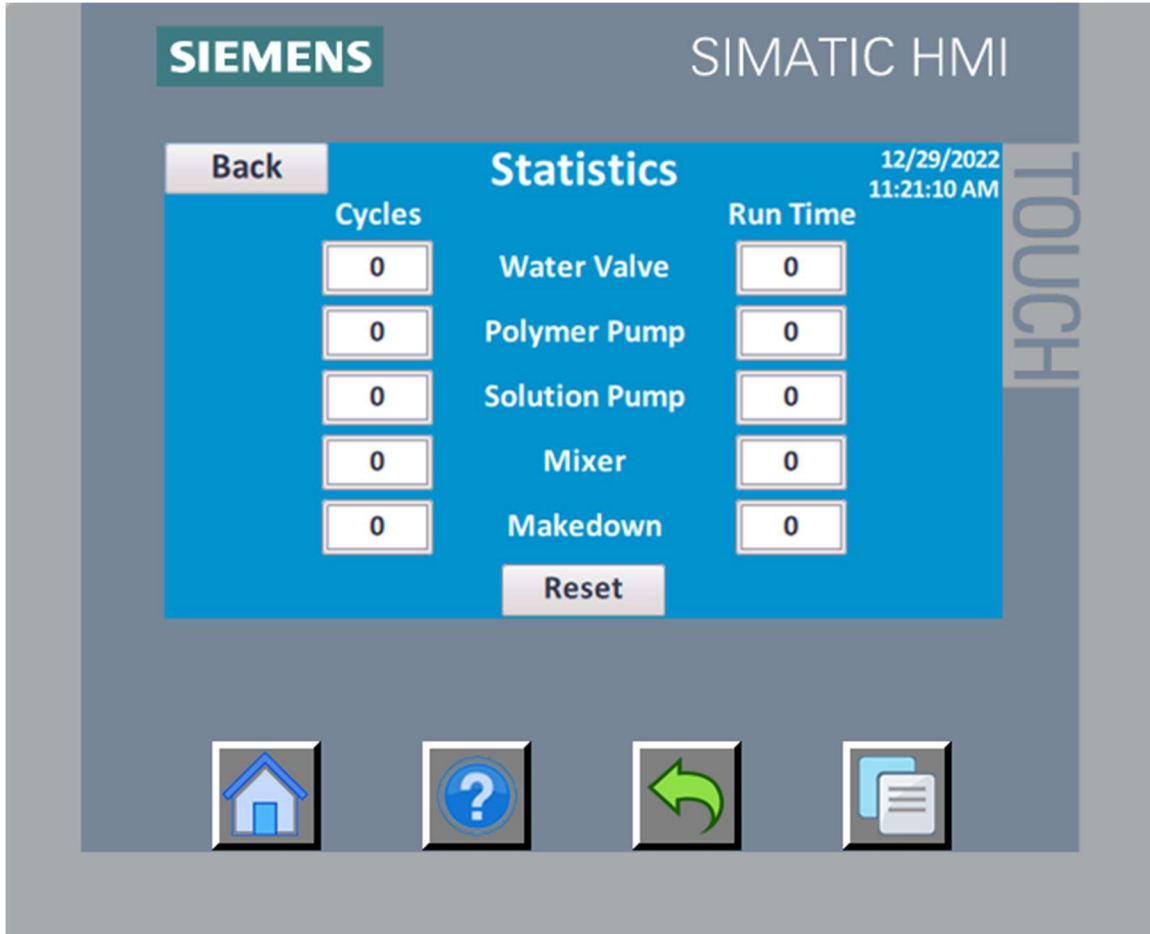 SIEMENS
SIMATIC HMI
TOUCH
Back
Statistics
12/29/2022
11:21:10 AM
Cycles
Run Time
0 Water Valve 0
0 Polymer Pump 0
0 Solution Pump 0
0 Mixer 0
0 Makedown 0
Reset
?